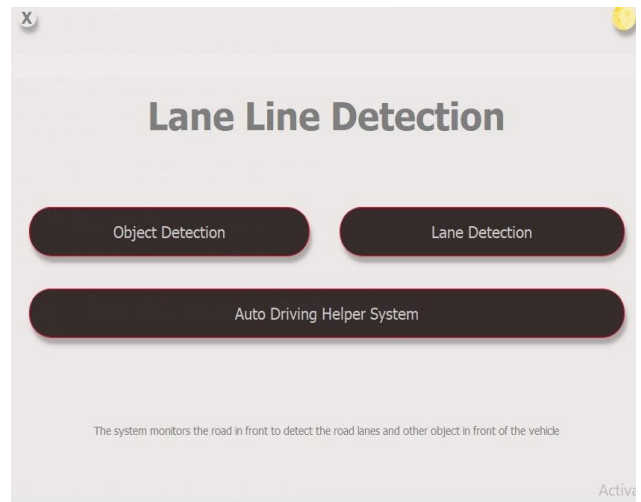 X
Lane Line Detection
Object Detection
Lane Detection
Auto Driving Helper System
The system monitors the road in front to detect the road lanes and other object in front of the vehicle
Activa